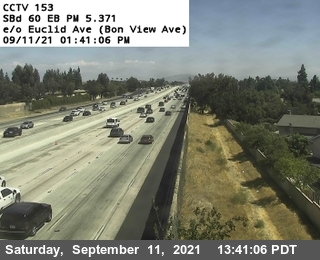 CCTV 153
SBd 60 EB PM 5.371
e/o Euclid Ave (Bon View Ave)
09/11/21 01:41:06 PM
Saturday, September 11, 2021 13:41:06 PDT